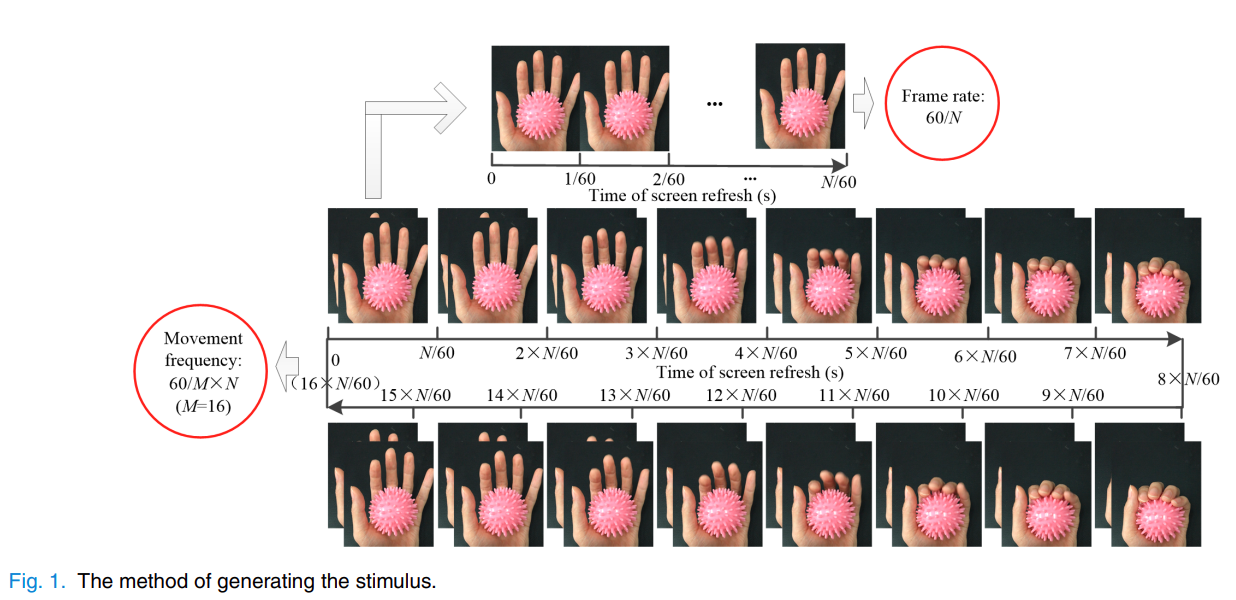 ...
Frame rate:
60/N
0 1/60 2/60 ... N/60
Time of screen refresh (s)
Movement
frequency:
60/M×N
(M=16)
0 N/60 2×N/60 3×N/60 4×N/60 5×N/60 6×N/60 7×N/60
Time of screen refresh (s)
8×N/60
(16×N/60)
15×N/60 14×N/60 13×N/60 12×N/60 11×N/60 10×N/60 9×N/60
Fig. 1. The method of generating the stimulus.